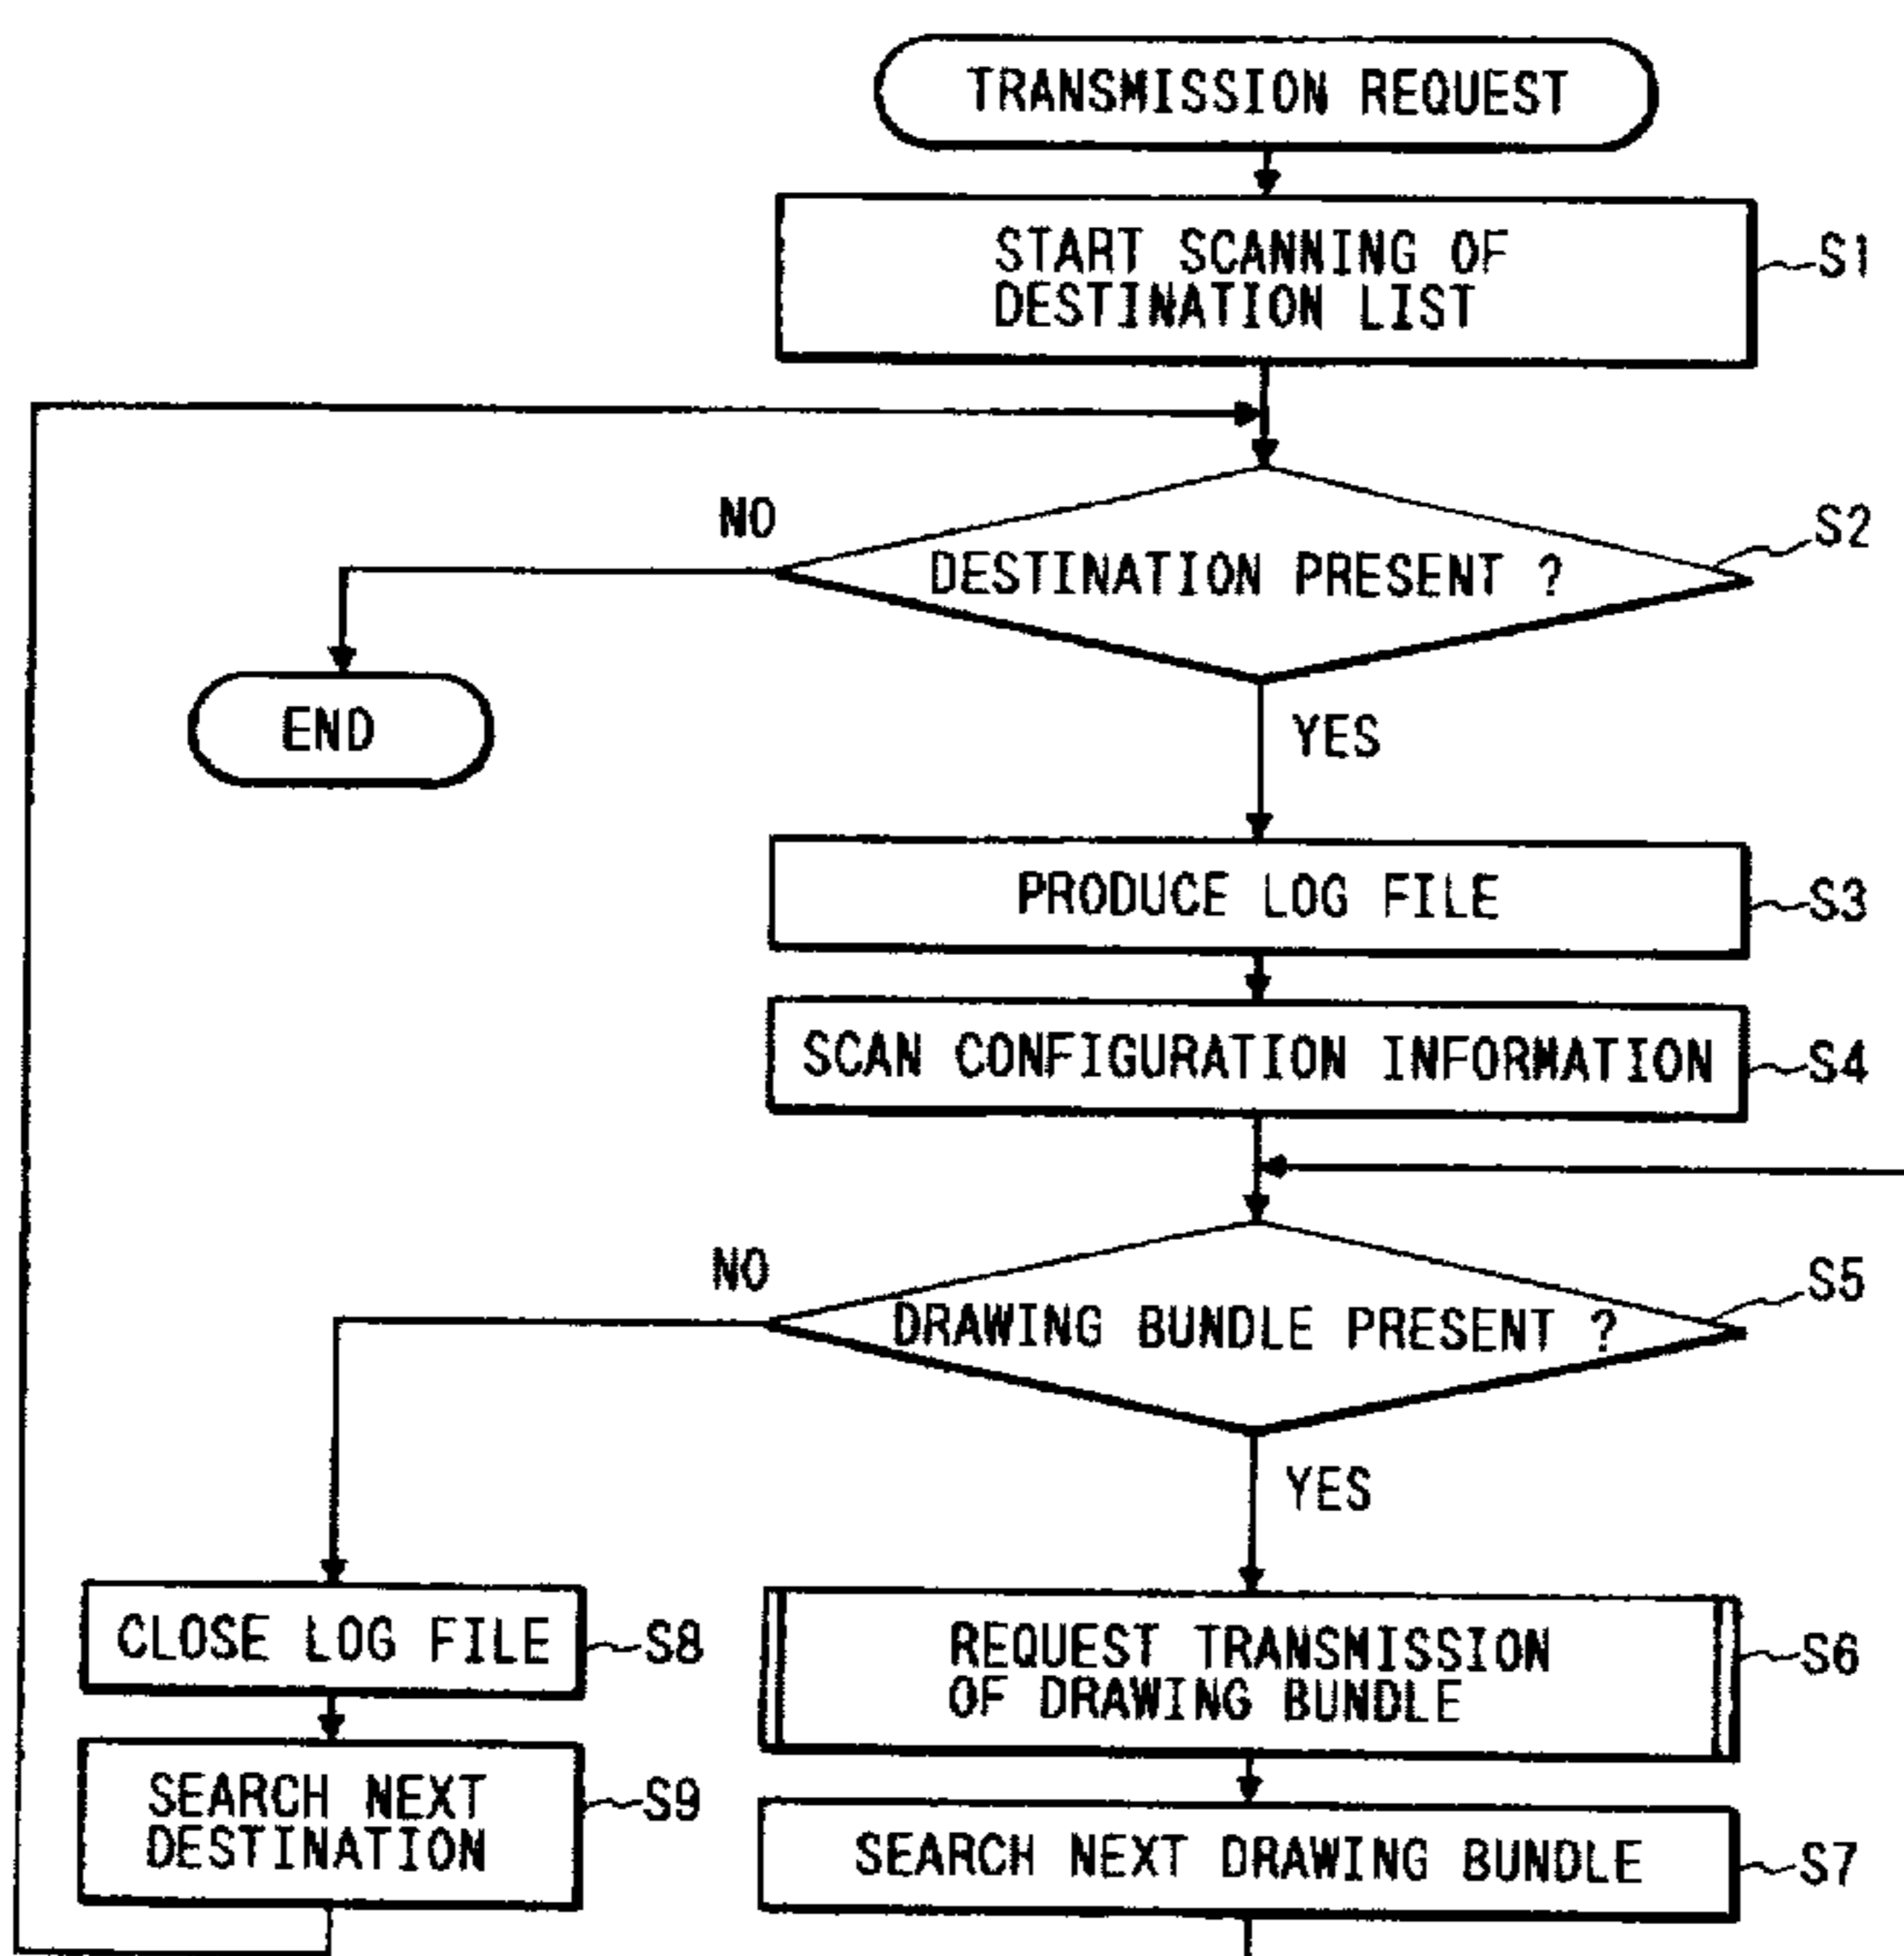 TRANSMISSION REQUEST
START SCANNING OF
DESTINATION LIST
S1
NO
DESTINATION PRESENT ?
S2
END
YES
PRODUCE LOG FILE
S3
SCAN CONFIGURATION INFORMATION
S4
NO
DRAWING BUNDLE PRESENT ?
S5
YES
CLOSE LOG FILE
S8
REQUEST TRANSMISSION
OF DRAWING BUNDLE
S6
SEARCH NEXT
DESTINATION
S9
SEARCH NEXT DRAWING BUNDLE
S7